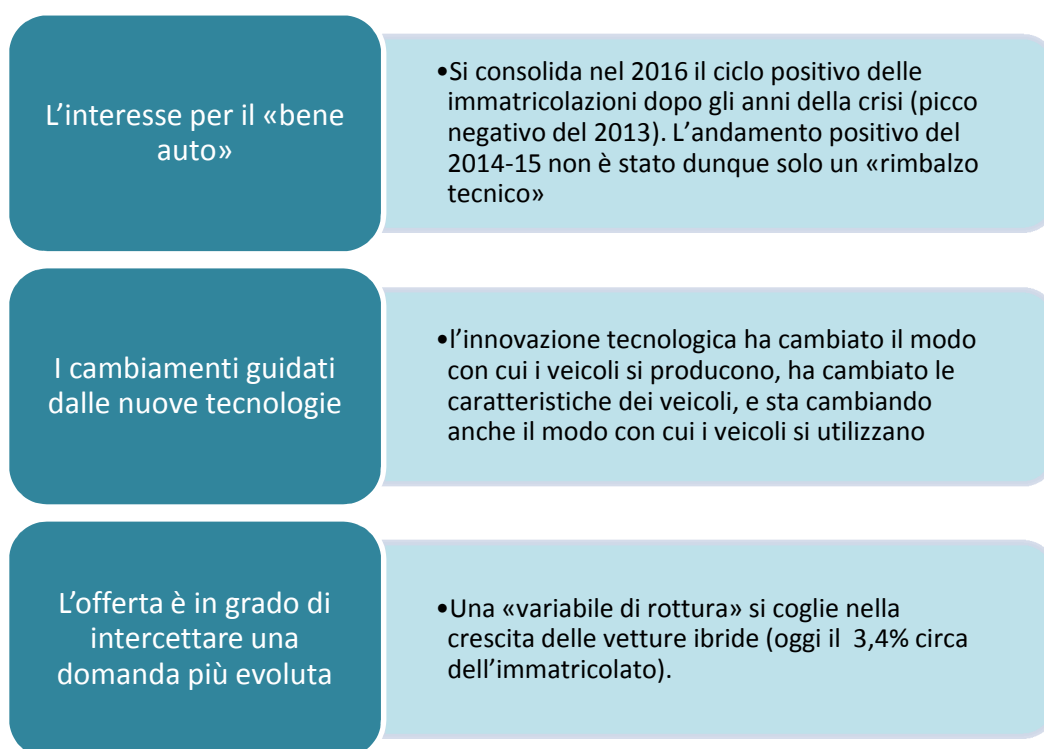 L’interesse per il «bene
auto»
•Si consolida nel 2016 il ciclo positivo delle
immatricolazioni dopo gli anni della crisi (picco
negativo del 2013). L’andamento positivo del
2014-15 non è stato dunque solo un «rimbalzo
tecnico»
I cambiamenti guidati
dalle nuove tecnologie
•l’innovazione tecnologica ha cambiato il modo
con cui i veicoli si producono, ha cambiato le
caratteristiche dei veicoli, e sta cambiando
anche il modo con cui i veicoli si utilizzano
L’offerta è in grado di
intercettare una
domanda più evoluta
•Una «variabile di rottura» si coglie nella
crescita delle vetture ibride (oggi il  3,4% circa
dell’immatricolato).